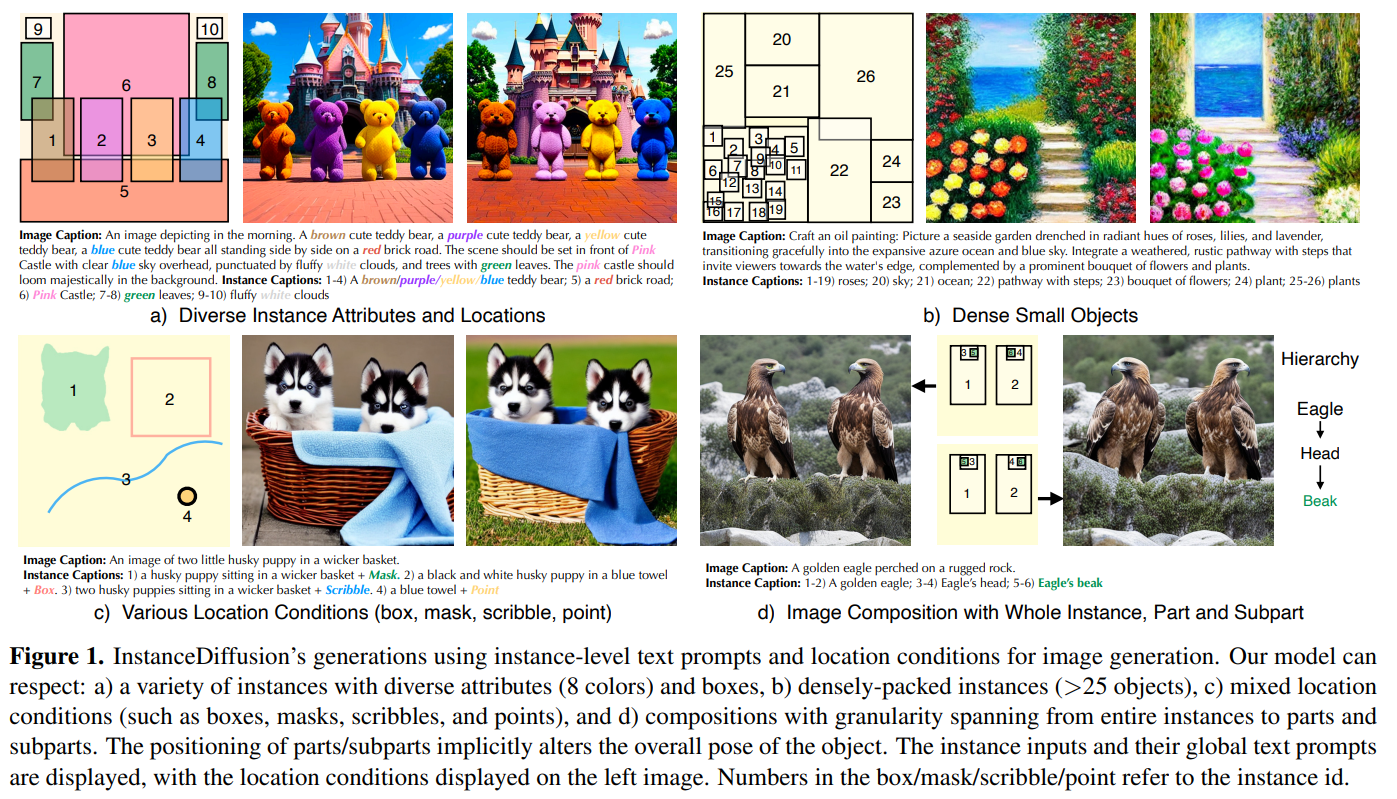 9
10
7
8
6
1
2
3
4
5
Image Caption: An image depicting in the morning. A brown cute teddy bear, a purple cute teddy bear, a yellow cute
teddy bear, a blue cute teddy bear all standing side by side on a red brick road. The scene should be set in front of Pink
Castle with clear blue sky overhead, punctuated by fluffy white clouds, and trees with green leaves. The pink castle should
loom majestically in the background. Instance Captions: 1-4) A brown/purple/yellow/blue teddy bear; 5) a red brick road;
6) Pink Castle; 7-8) green leaves; 9-10) fluffy white clouds
a) Diverse Instance Attributes and Locations
20
25
26
21
1
2
3
4
5
6
7
9
8
10
11
12
13
14
15
16
17
18
19
22
24
23
Image Caption: Craft an oil painting: Picture a seaside garden drenched in radiant hues of roses, lilies, and lavender,
transitioning gracefully into the expansive azure ocean and blue sky. Integrate a weathered, rustic pathway with steps that
invite viewers towards the water's edge, complemented by a prominent bouquet of flowers and plants.
Instance Captions: 1-19) roses; 20) sky; 21) ocean; 22) pathway with steps; 23) bouquet of flowers; 24) plant; 25-26) plants
b) Dense Small Objects
1
2
3
4
Image Caption: An image of two little husky puppy in a wicker basket.
Instance Captions: 1) a husky puppy sitting in a wicker basket + Mask. 2) a black and white husky puppy in a blue towel
+ Box. 3) two husky puppies sitting in a wicker basket + Scribble. 4) a blue towel + Point
c) Various Location Conditions (box, mask, scribble, point)
3
4
1
2
3
4
1
2
Hierarchy
Eagle
Head
Beak
Image Caption: A golden eagle perched on a rugged rock.
Instance Captions: 1-2) A golden eagle; 3-4) Eagle's head; 5-6) Eagle's beak
d) Image Composition with Whole Instance, Part and Subpart
Figure 1. InstanceDiffusion's generations using instance-level text prompts and location conditions for image generation. Our model can
respect: a) a variety of instances with diverse attributes (8 colors) and boxes, b) densely-packed instances (>25 objects), c) mixed location
conditions (such as boxes, masks, scribbles, and points), and d) compositions with granularity spanning from entire instances to parts and
subparts. The positioning of parts/subparts implicitly alters the overall pose of the object. The instance inputs and their global text prompts
are displayed, with the location conditions displayed on the left image. Numbers in the box/mask/scribble/point refer to the instance id.